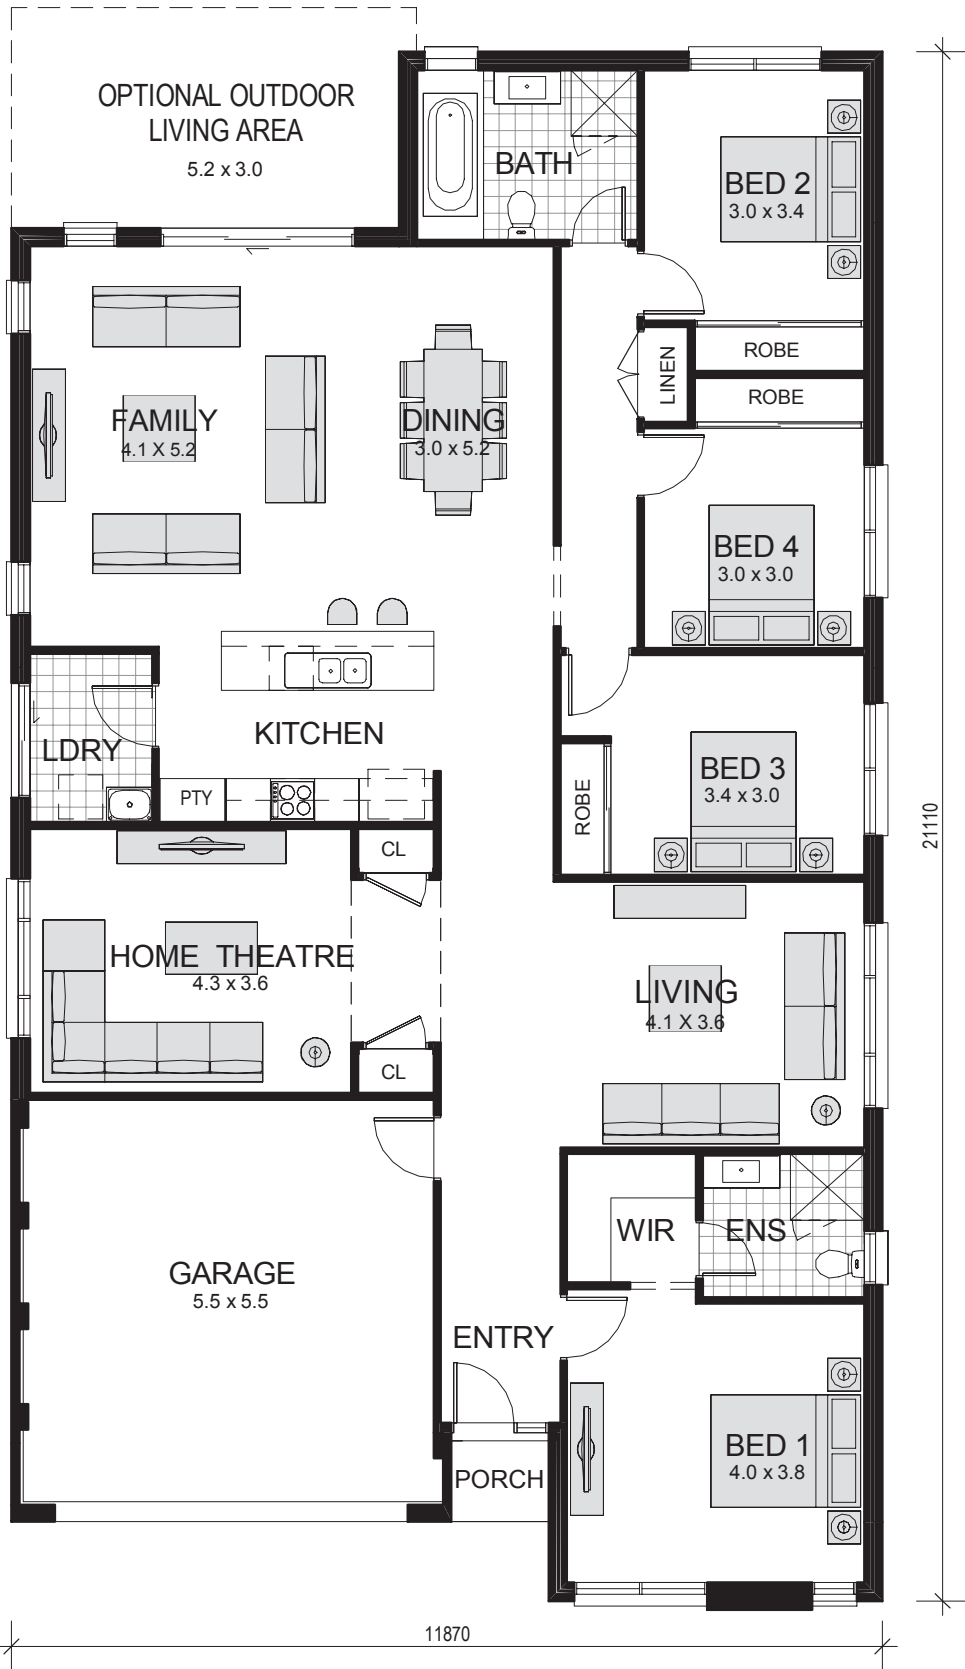 OPTIONAL OUTDOOR
LIVING AREA
5.2 x 3.0
BATH
BED 2
3.0 x 3.4
ROBE
LINEN
ROBE
FAMILY
4.1 X 5.2
DINING
3.0 x 5.2
BED 4
3.0 x 3.0
KITCHEN
LDRY
PTY
BED 3
3.4 x 3.0
ROBE
21110
CL
HOME THEATRE
4.3 x 3.6
LIVING
4.1 X 3.6
CL
WIR
ENS
GARAGE
5.5 x 5.5
ENTRY
BED 1
4.0 x 3.8
PORCH
11870